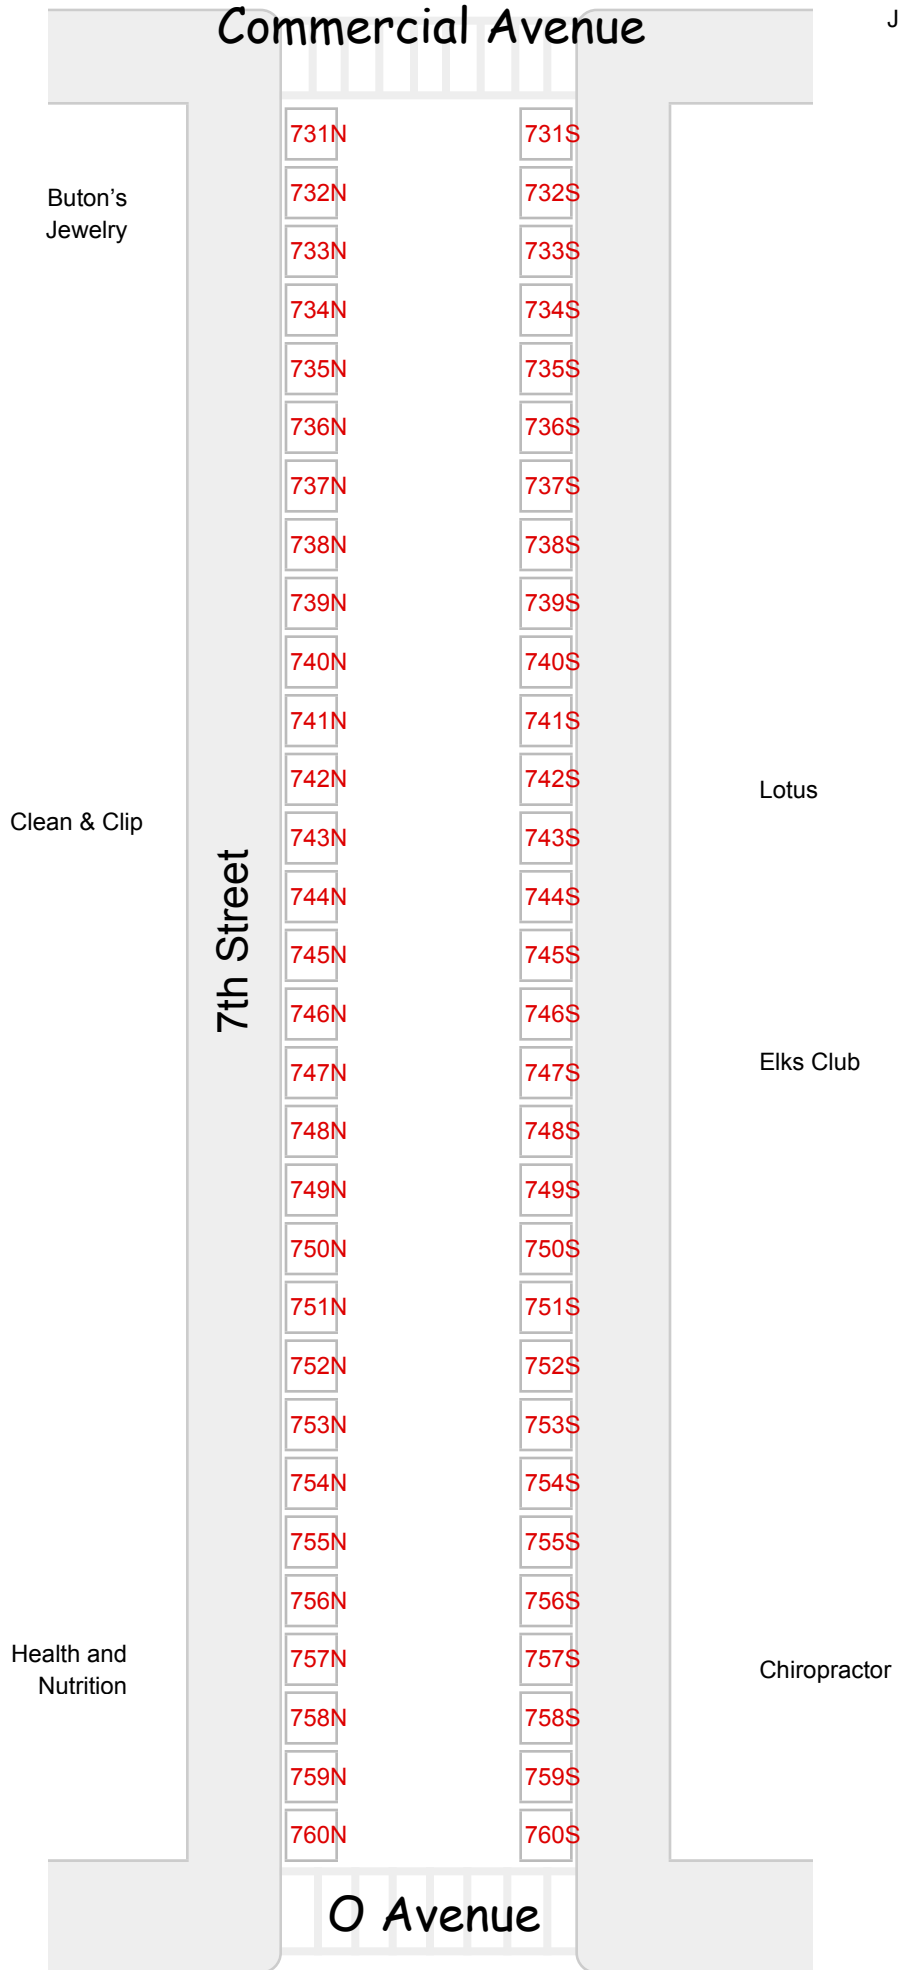 Commercial Avenue
J
731N 731S
Buton's
Jewelry
732N 732S
733N 733S
734N 734S
735N 735S
736N 736S
737N 737S
738N 738S
739N 739S
740N 740S
741N 741S
742N 742S
Lotus
Clean & Clip
743N 743S
7th Street
744N 744S
745N 745S
746N 746S
Elks Club
747N 747S
748N 748S
749N 749S
750N 750S
751N 751S
752N 752S
753N 753S
754N 754S
755N 755S
756N 756S
Health and
Nutrition
757N 757S
Chiropractor
758N 758S
759N 759S
760N 760S
O Avenue